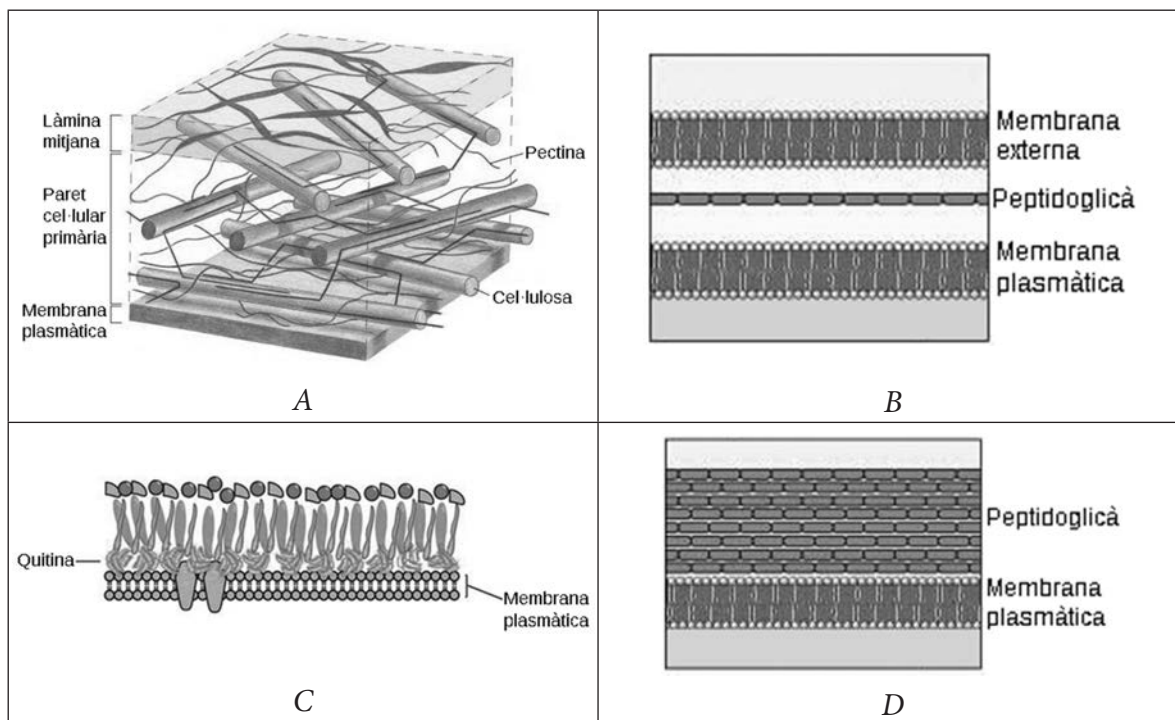 Làmina
mitjana
Paret
cel·lular
primària
Membrana
plasmàtica
Pectina
Cel·lulosa
A
Membrana
externa
Peptidoglicà
Membrana
plasmàtica
B
Quitina
Membrana
plasmàtica
C
Peptidoglicà
Membrana
plasmàtica
D